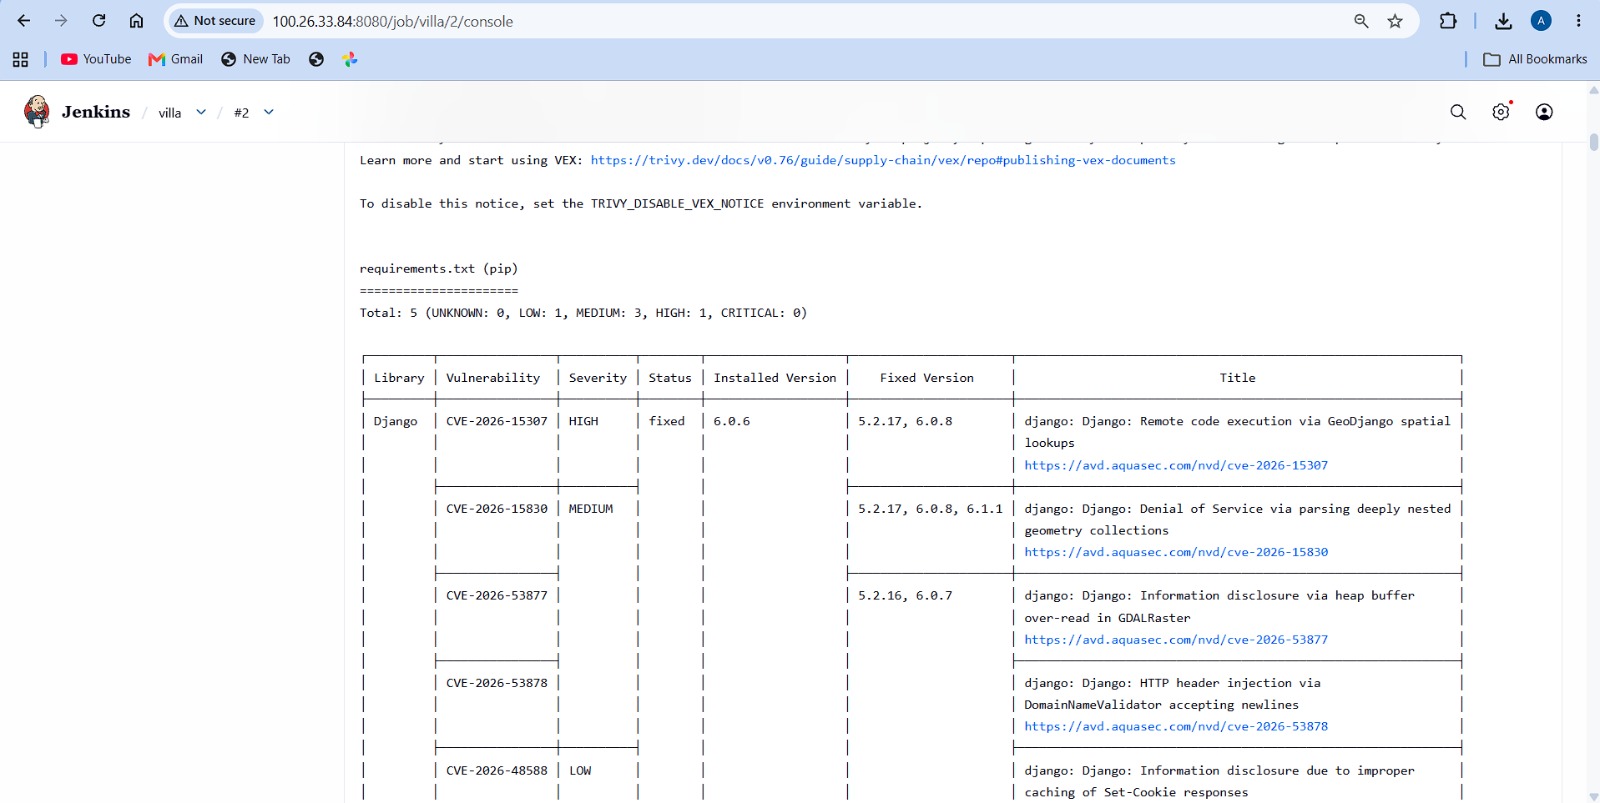 Not secure 100.26.33.84:8080/job/villa/2/console A
YouTube Gmail New Tab All Bookmarks
Jenkins / villa / #2
Learn more and start using VEX: https://trivy.dev/docs/v0.76/guide/supply-chain/vex/repo#publishing-vex-documents
To disable this notice, set the TRIVY_DISABLE_VEX_NOTICE environment variable.
requirements.txt (pip)
======================
Total: 5 (UNKNOWN: 0, LOW: 1, MEDIUM: 3, HIGH: 1, CRITICAL: 0)
Library Vulnerability Severity Status Installed Version Fixed Version Title
Django CVE-2026-15307 HIGH fixed 6.0.6 5.2.17, 6.0.8 django: Django: Remote code execution via GeoDjango spatial
lookups
https://avd.aquasec.com/nvd/cve-2026-15307
CVE-2026-15830 MEDIUM 5.2.17, 6.0.8, 6.1.1 django: Django: Denial of Service via parsing deeply nested
geometry collections
https://avd.aquasec.com/nvd/cve-2026-15830
CVE-2026-53877 5.2.16, 6.0.7 django: Django: Information disclosure via heap buffer
over-read in GDALRaster
https://avd.aquasec.com/nvd/cve-2026-53877
CVE-2026-53878 django: Django: HTTP header injection via
DomainNameValidator accepting newlines
https://avd.aquasec.com/nvd/cve-2026-53878
CVE-2026-48588 LOW django: Django: Information disclosure due to improper
caching of Set-Cookie responses